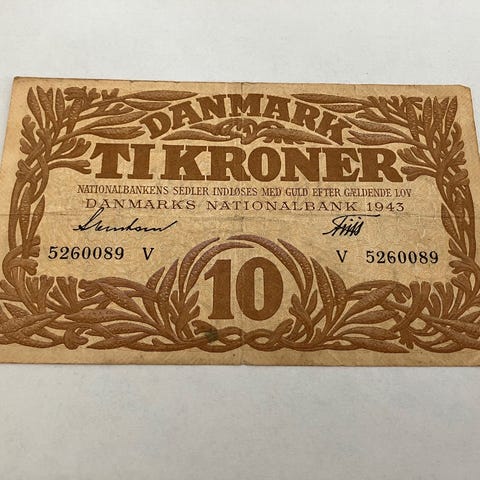 DANMARK
TI KRONER
NATIONALBANKENS SEDLER INDLØSES MED GULD EFTER GÆLDENDE LOV
DANMARKS NATIONALBANK 1943
5260089 V V 5260089
10